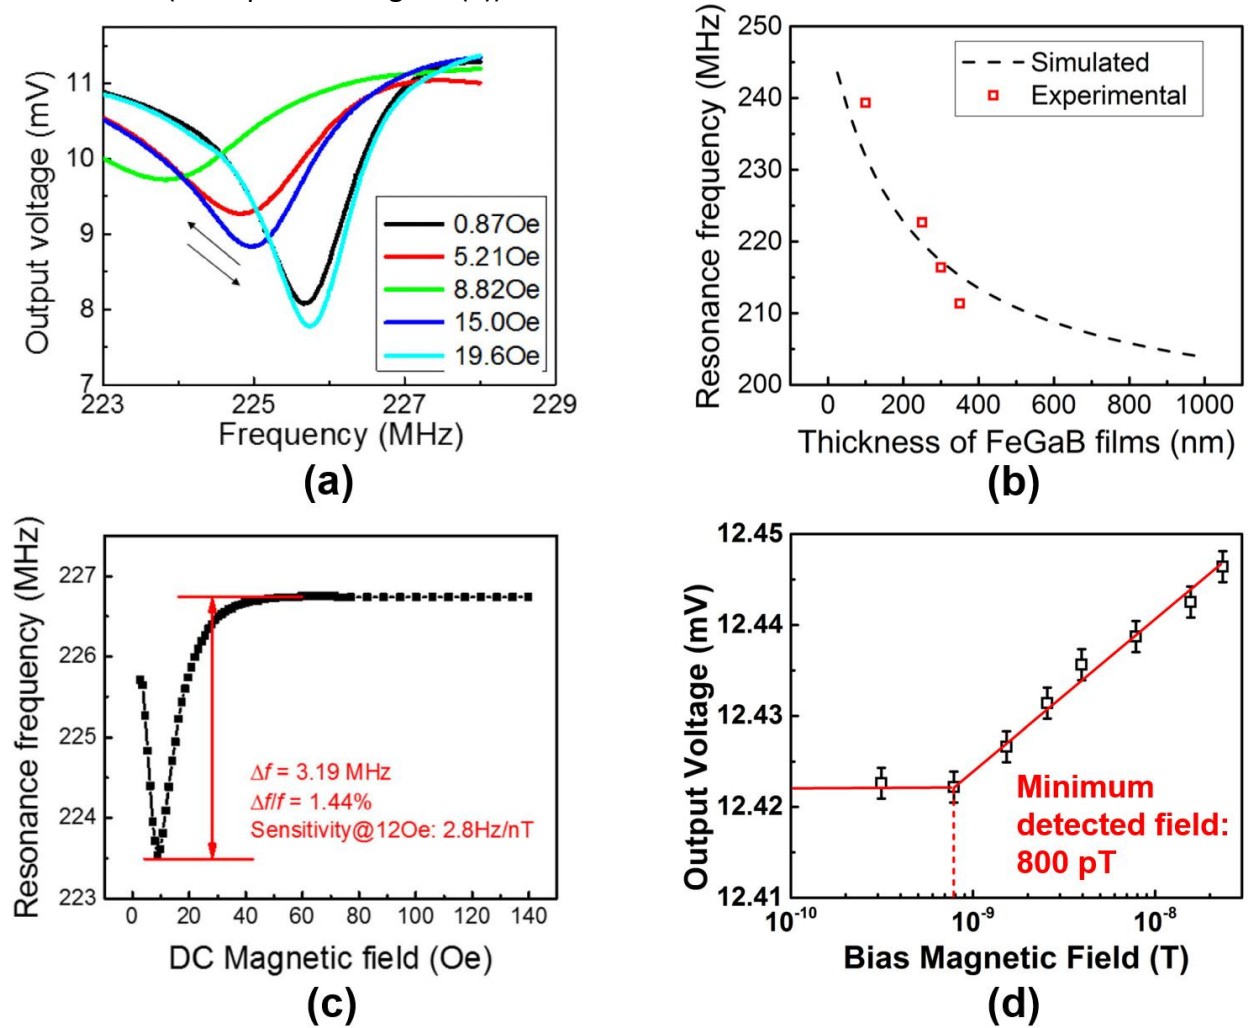 12
11
10
9
8
7
Output voltage (mV)
0.87Oe
5.21Oe
8.82Oe
15.0Oe
19.6Oe
223 225 227 229
Frequency (MHz)
(a)
250
240
230
220
210
200
Resonance frequency (MHz)
Simulated
Experimental
0 200 400 600 800 1000
Thickness of FeGaB films (nm)
(b)
227
226
225
224
223
Resonance frequency (MHz)
Δf = 3.19 MHz
Δf/f = 1.44%
Sensitivity@12Oe: 2.8Hz/nT
0 20 40 60 80 100 120 140
DC Magnetic field (Oe)
(c)
12.45
12.44
12.43
12.42
12.41
Output Voltage (mV)
Minimum
detected field:
800 pT
10⁻¹⁰ 10⁻⁹ 10⁻⁸
Bias Magnetic Field (T)
(d)